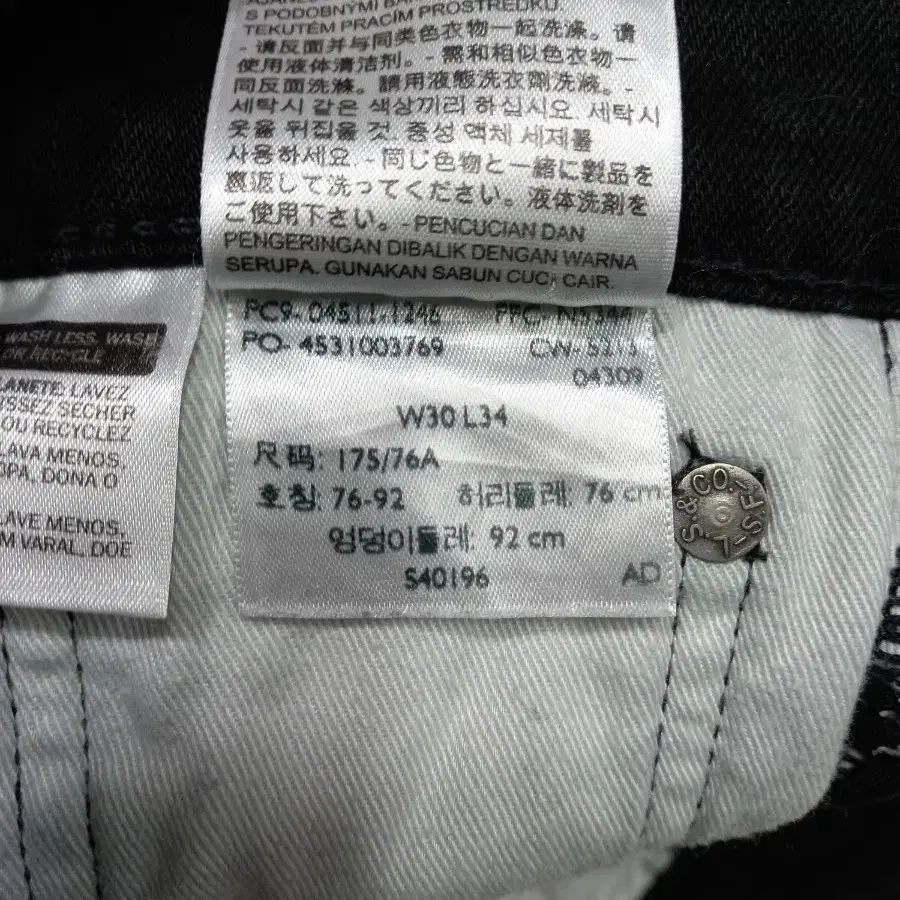 S PODOBNÝMI BAR
TEKUTÉM PRACÍM PROSTŘEDKU.
- 请反面并与同类色衣物一起洗涤。请
使用液体清洁剂。- 需和相似色衣物一
同反面洗滌。請用液態洗衣劑洗滌。-
세탁시 같은 색상끼리 하십시요. 세탁시
옷을 뒤집을 것. 중성 액체 세제를
사용하세요. - 同じ色物と一緒に製品を
裏返して洗ってください。液体洗剤を
ご使用下さい。-PENCUCIAN DAN
PENGERINGAN DIBALIK DENGAN WARNA
SERUPA. GUNAKAN SABUN CUCI CAIR.
WASH LESS, WASH
OR RECYCLE
LANETE: LAVEZ
ISSEZ SÉCHER
OU RECYCLEZ
LAVA MENOS,
OPA, DONA O
LAVE MENOS,
M VARAL, DOE
PC9- 04511-1246
PO- 4531003769
04309
W30 L34
尺码: 175/76A
호칭: 76-92 허리둘레: 76 cm
엉덩이둘레: 92 cm
S40196 AD
L.S.&CO.-S.F.